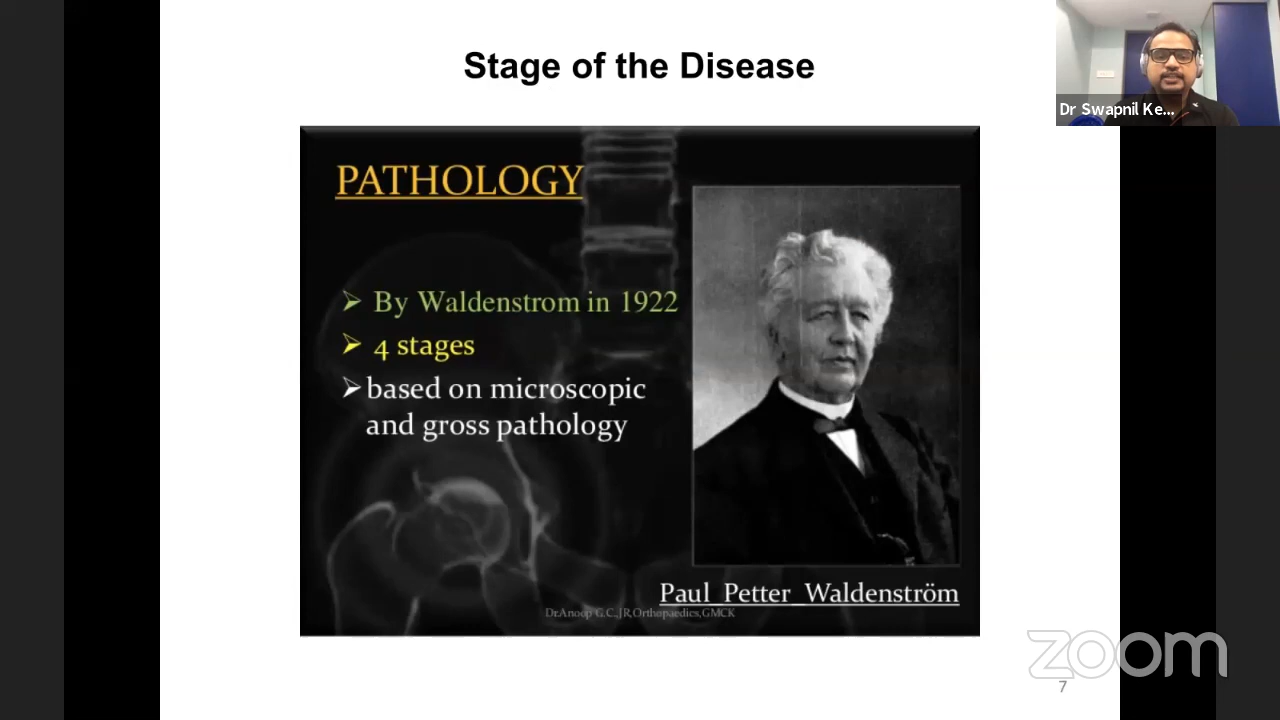 Stage of the Disease
Dr Swapnil Ke...
PATHOLOGY
➤ By Waldenstrom in 1922
➤ 4 stages
➤based on microscopic
and gross pathology
Paul_Petter_Waldenström
Dr.Anoop G.C.,JR,Orthopaedics,GMCK
zoom
7